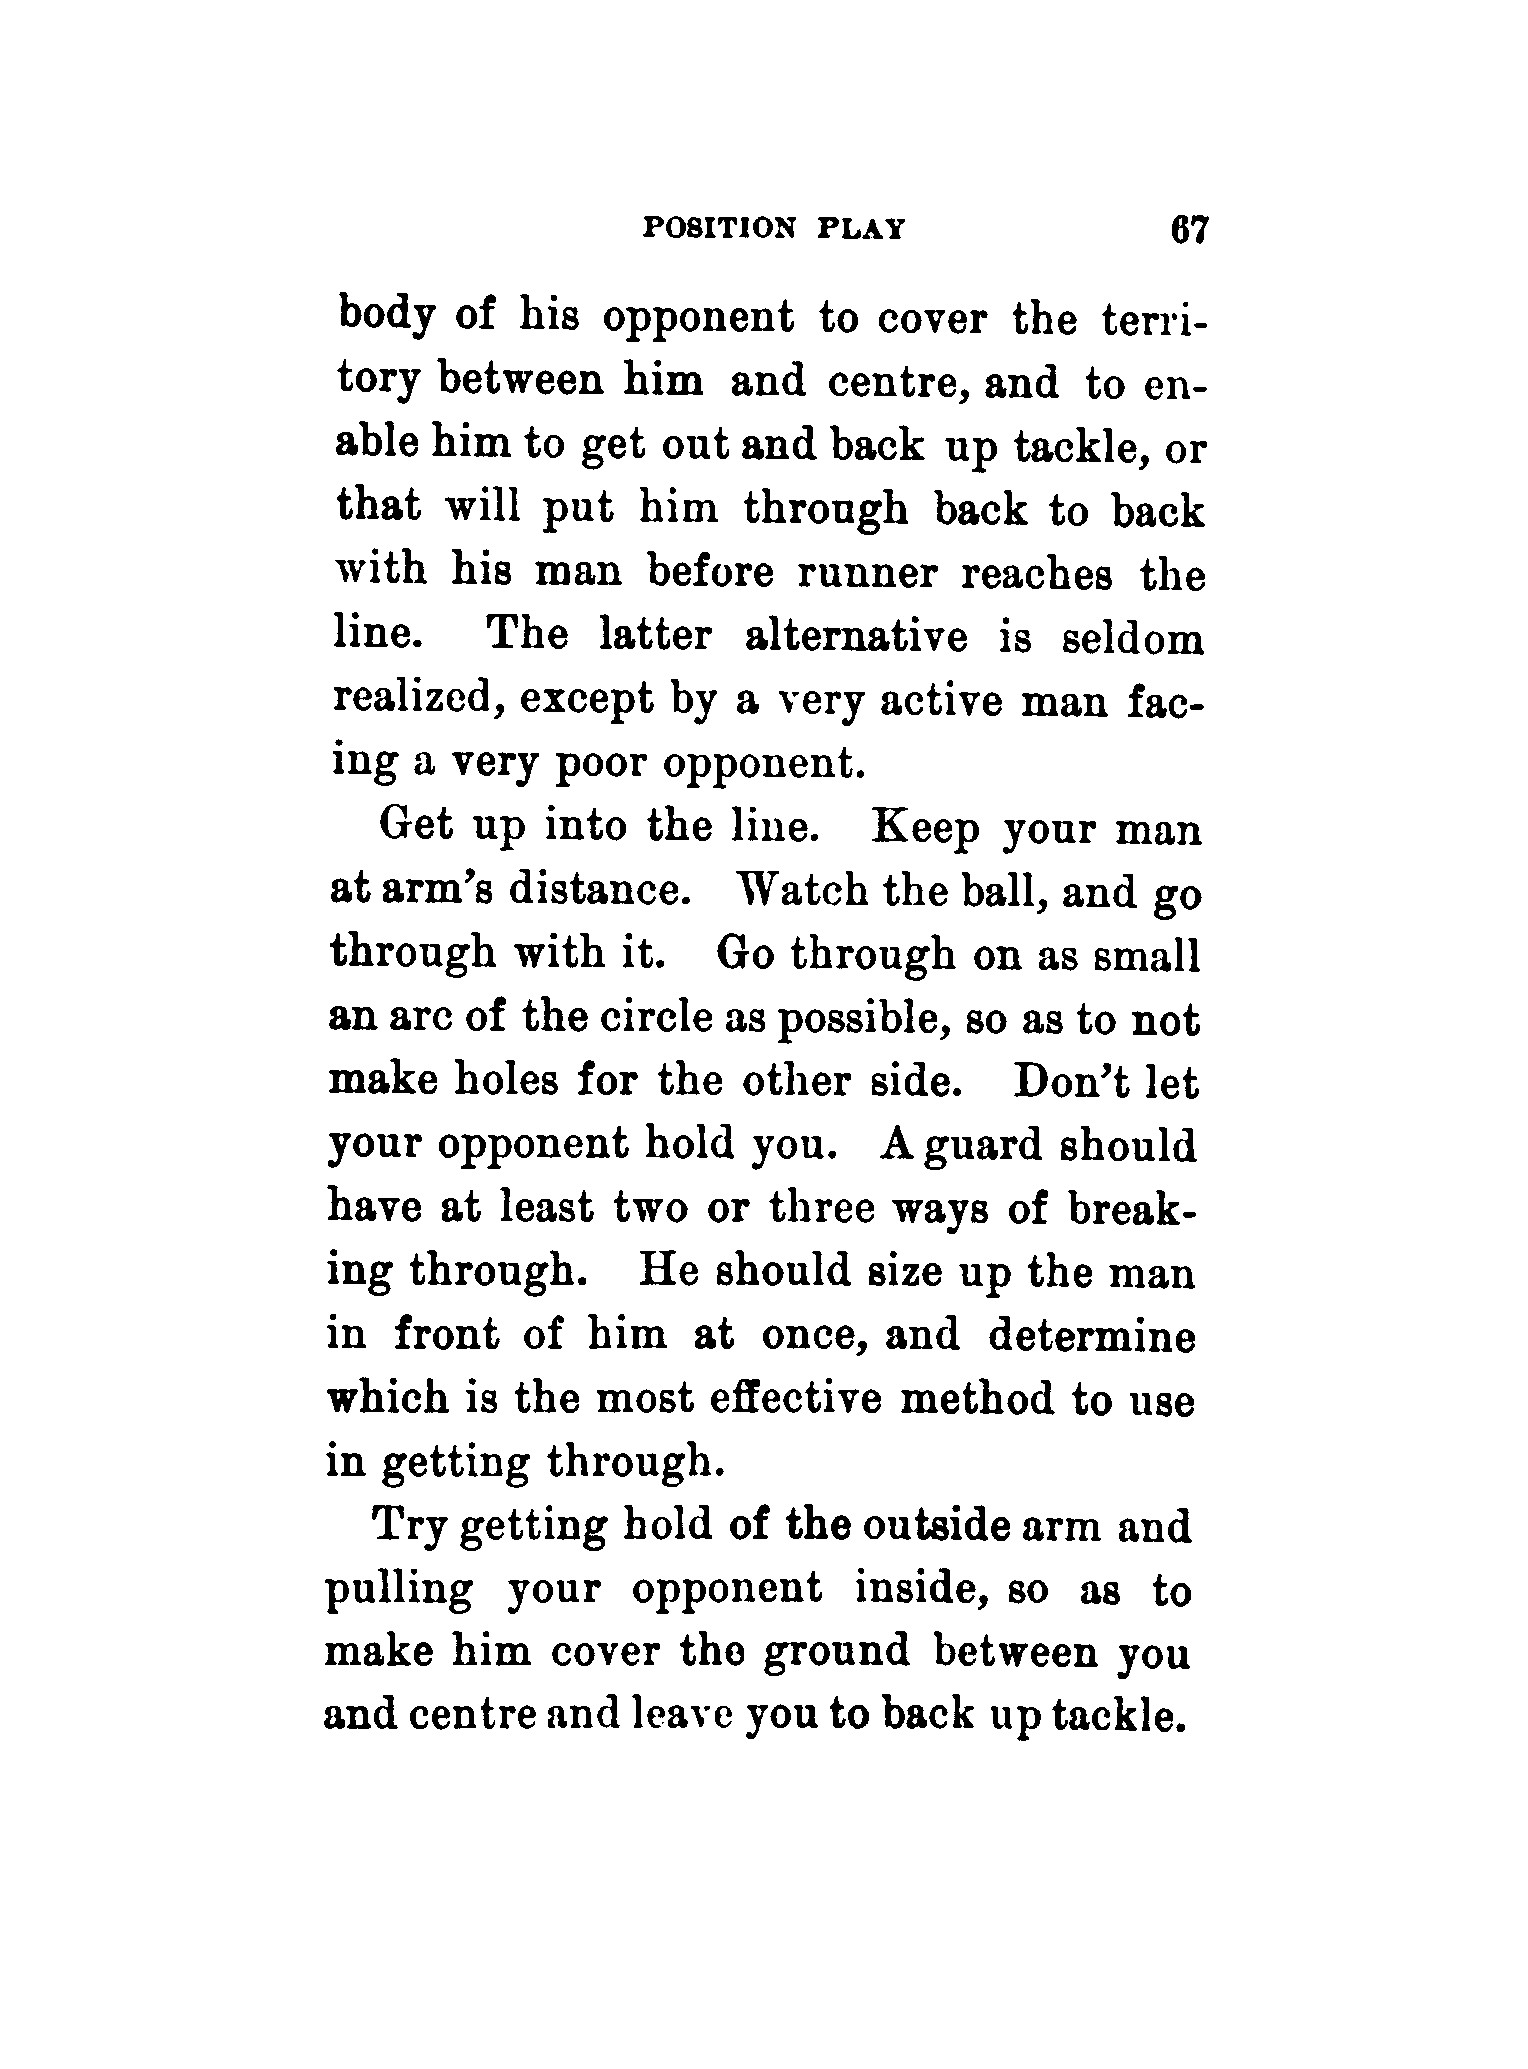 POSITION PLAY 67
body of his opponent to cover the terri-
tory between him and centre, and to en-
able him to get out and back up tackle, or
that will put him through back to back
with his man before runner reaches the
line. The latter alternative is seldom
realized, except by a very active man fac-
ing a very poor opponent.
Get up into the line. Keep your man
at arm's distance. Watch the ball, and go
through with it. Go through on as small
an arc of the circle as possible, so as to not
make holes for the other side. Don't let
your opponent hold you. A guard should
have at least two or three ways of break-
ing through. He should size up the man
in front of him at once, and determine
which is the most effective method to use
in getting through.
Try getting hold of the outside arm and
pulling your opponent inside, so as to
make him cover the ground between you
and centre and leave you to back up tackle.